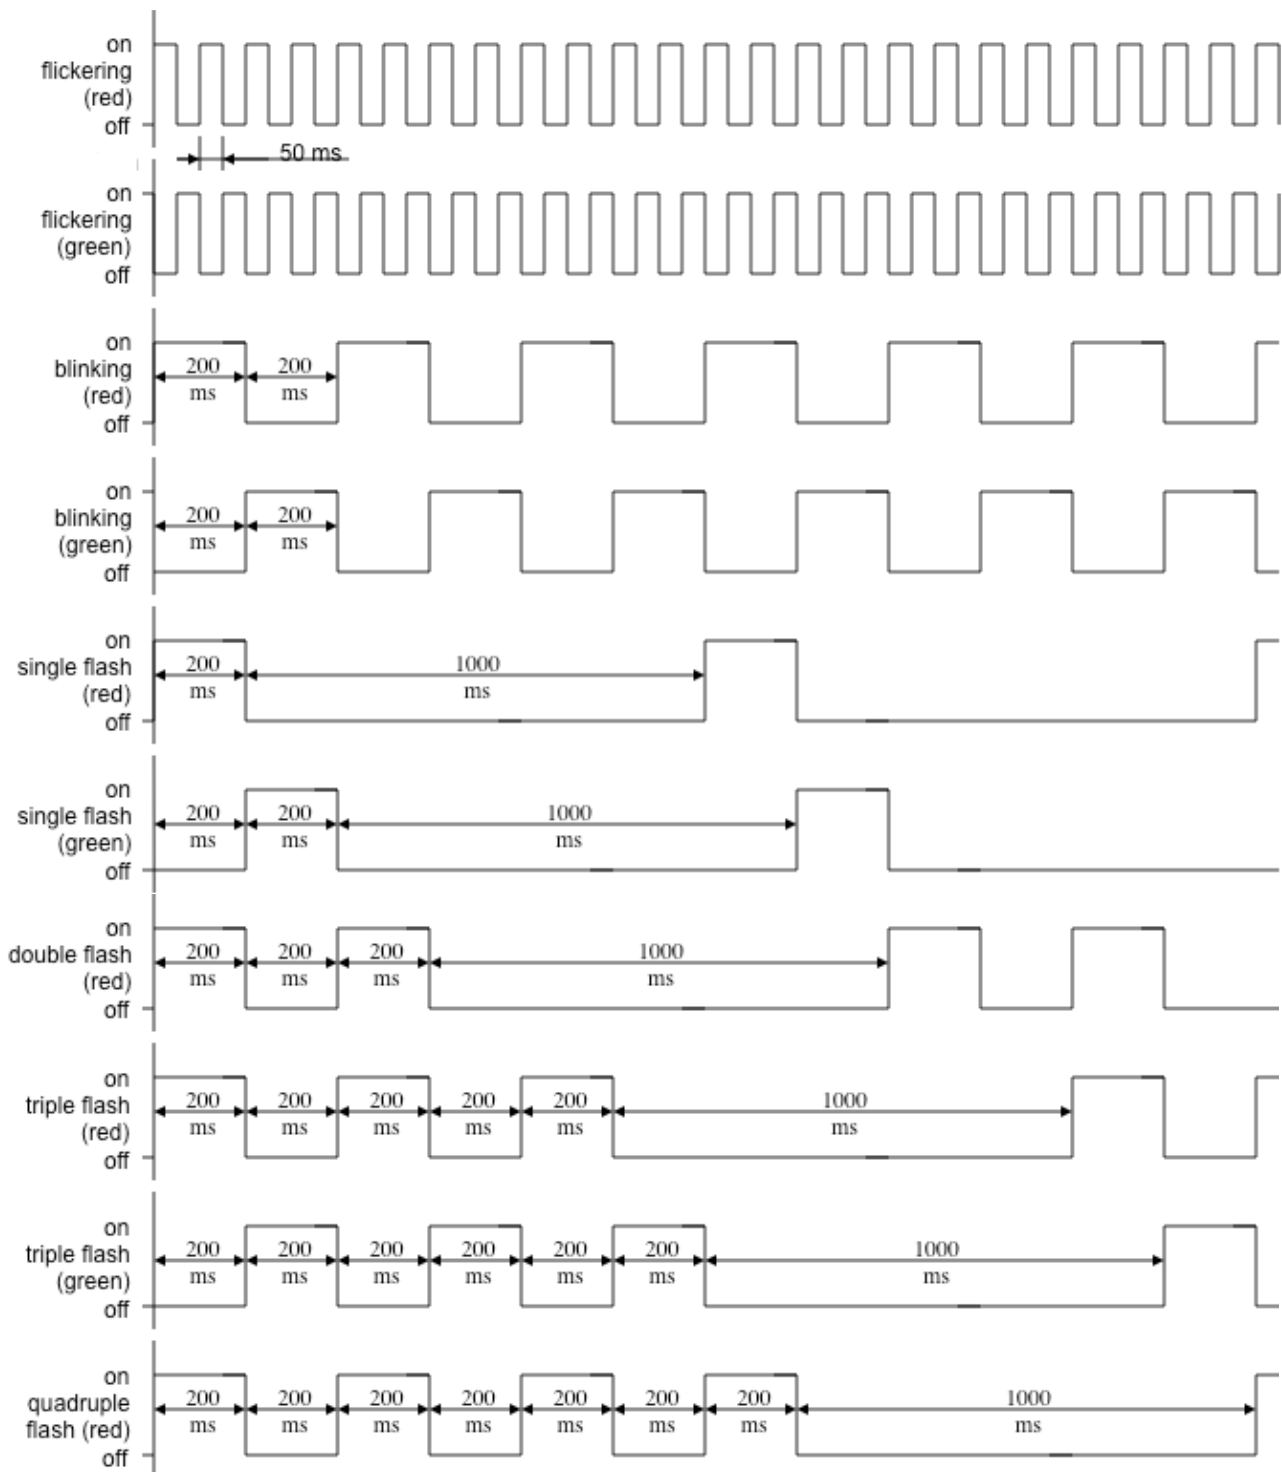 on
flickering
(red)
off
50 ms
on
flickering
(green)
off
on
blinking
(red)
off
200
ms
200
ms
on
blinking
(green)
off
200
ms
200
ms
on
single flash
(red)
off
200
ms
1000
ms
on
single flash
(green)
off
200
ms
200
ms
1000
ms
on
double flash
(red)
off
200
ms
200
ms
200
ms
1000
ms
on
triple flash
(red)
off
200
ms
200
ms
200
ms
200
ms
200
ms
1000
ms
on
triple flash
(green)
off
200
ms
200
ms
200
ms
200
ms
200
ms
200
ms
1000
ms
on
quadruple
flash (red)
off
200
ms
200
ms
200
ms
200
ms
200
ms
200
ms
200
ms
1000
ms